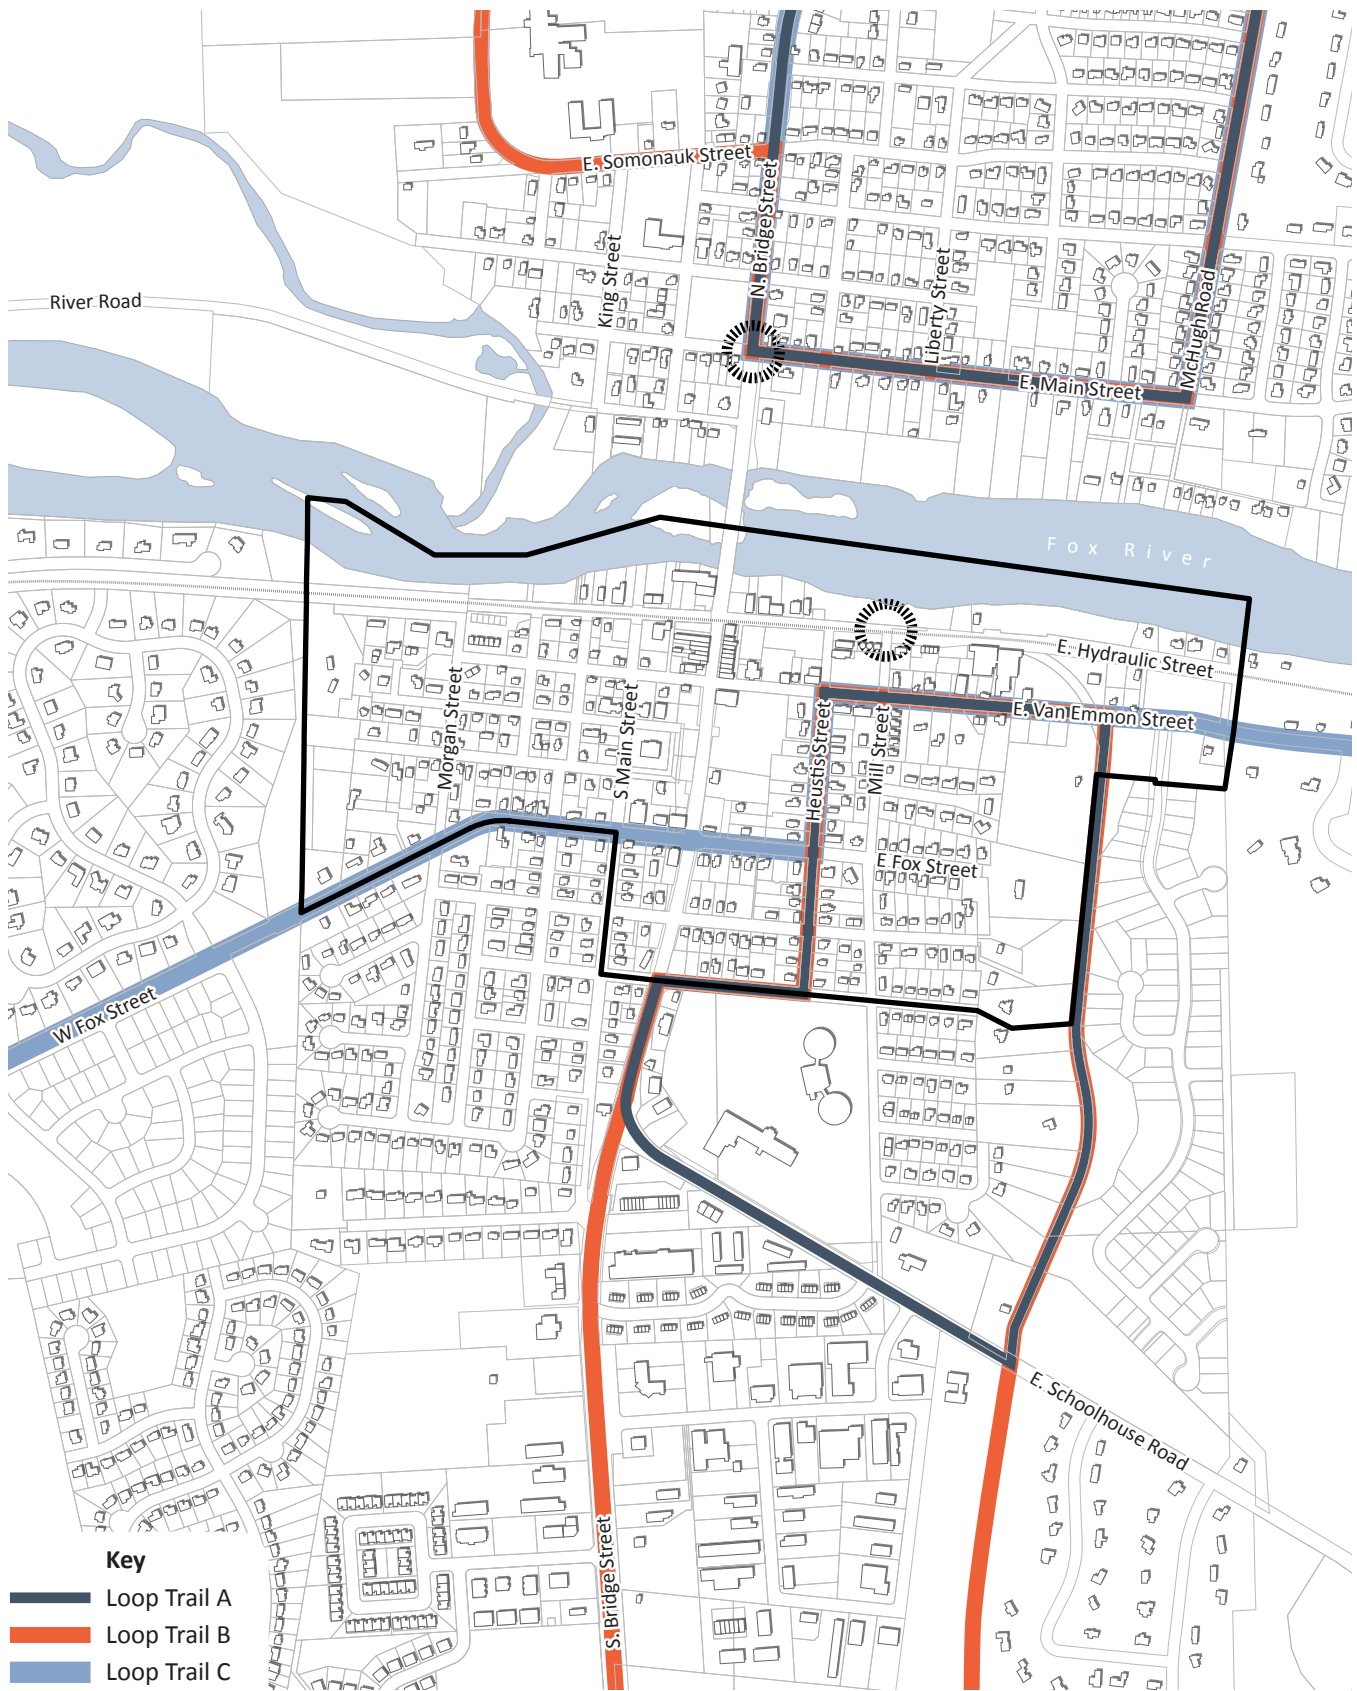 E. Somonauk Street
N. Bridge Street
King Street
Liberty Street
McHugh Road
River Road
E. Main Street
Fox River
E. Hydraulic Street
Morgan Street
S. Main Street
Heustis Street
Mill Street
E. Van Emmon Street
E Fox Street
W Fox Street
E. Schoolhouse Road
S. Bridge Street
Key
Loop Trail A
Loop Trail B
Loop Trail C